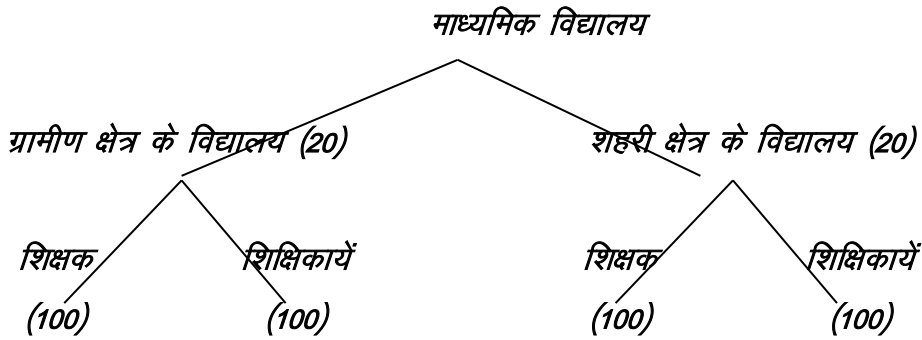 माध्यमिक विद्यालय
ग्रामीण क्षेत्र के विद्यालय (20) शहरी क्षेत्र के विद्यालय (20)
शिक्षक शिक्षिकायें शिक्षक शिक्षिकायें
(100) (100) (100) (100)